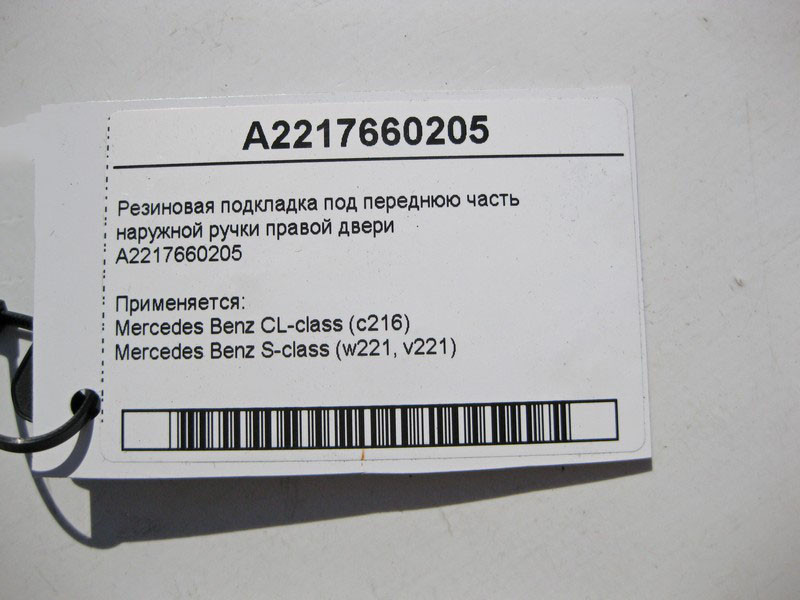 A2217660205
Резиновая подкладка под переднюю часть
наружной ручки правой двери
A2217660205
Применяется:
Mercedes Benz CL-class (c216)
Mercedes Benz S-class (w221, v221)